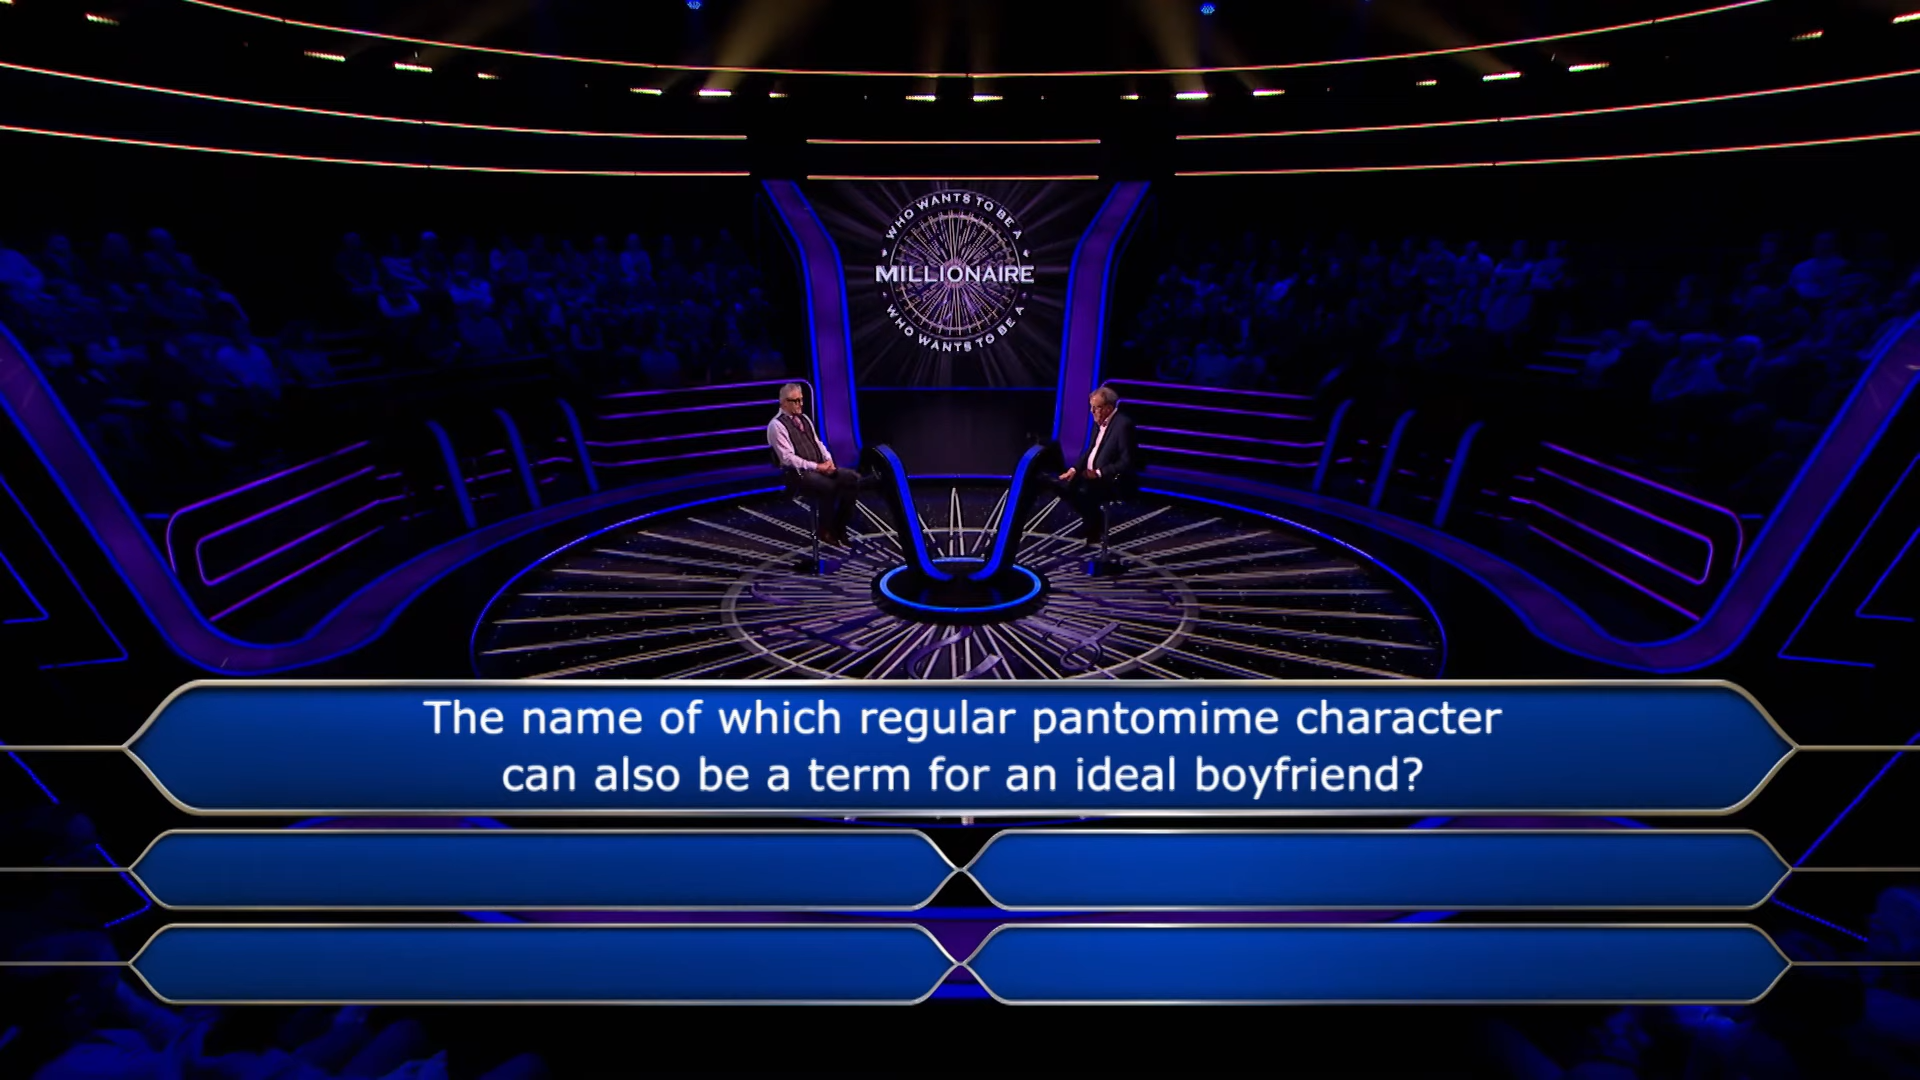 WHO WANTS TO BE A
MILLIONAIRE
WHO WANTS TO BE A
The name of which regular pantomime character
can also be a term for an ideal boyfriend?